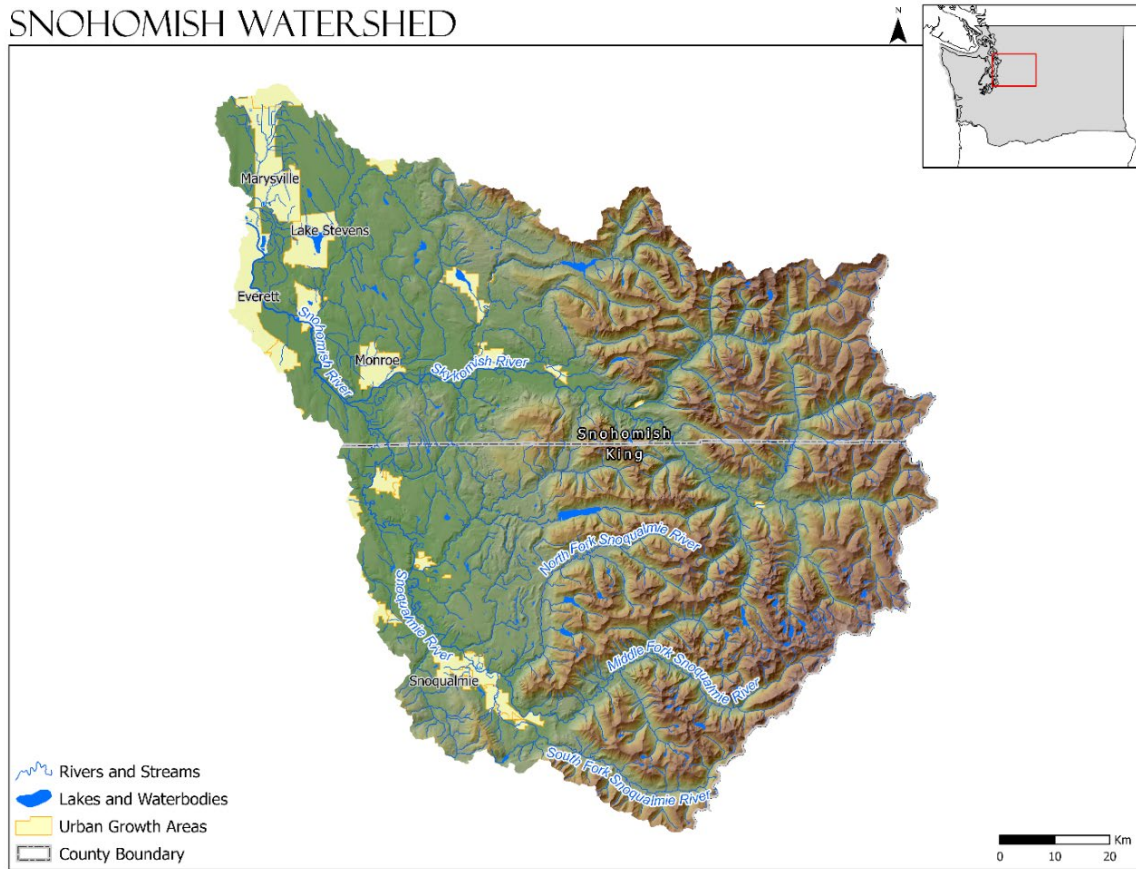 SNOHOMISH WATERSHED
N
Marysville
Lake Stevens
Everett
Snohomish River
Monroe
Skykomish River
Snohomish
King
North Fork Snoqualmie River
Snoqualmie River
Middle Fork Snoqualmie River
Snoqualmie
South Fork Snoqualmie River
Rivers and Streams
Lakes and Waterbodies
Urban Growth Areas
County Boundary
Km
0 10 20